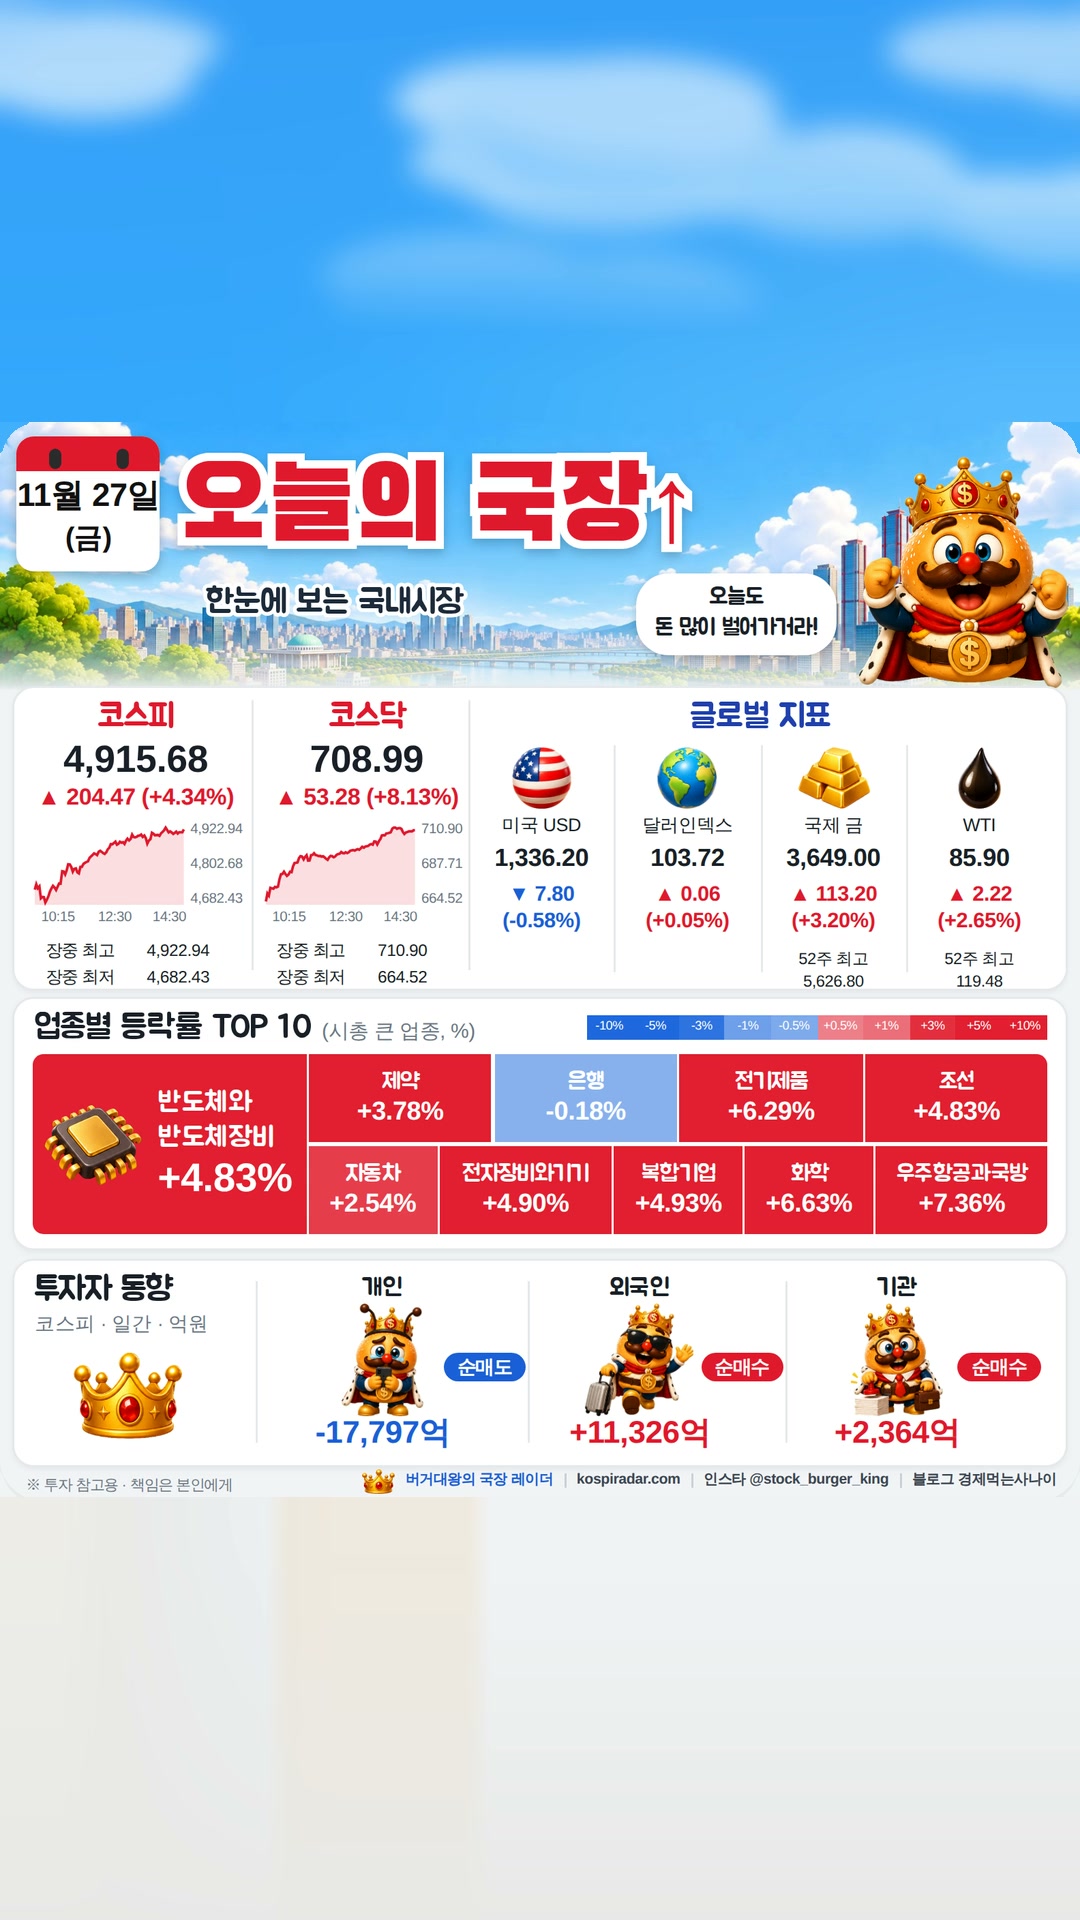 11월 27일
(금)
오늘의 국장↑
한눈에 보는 국내시장
오늘도
돈 많이 벌어가거라!
코스피
4,915.68
▲ 204.47 (+4.34%)
4,922.94
4,802.68
4,682.43
10:15 12:30 14:30
장중 최고 4,922.94
장중 최저 4,682.43
코스닥
708.99
▲ 53.28 (+8.13%)
710.90
687.71
664.52
10:15 12:30 14:30
장중 최고 710.90
장중 최저 664.52
글로벌 지표
미국 USD
1,336.20
▼ 7.80
(-0.58%)
달러인덱스
103.72
▲ 0.06
(+0.05%)
국제 금
3,649.00
▲ 113.20
(+3.20%)
52주 최고
5,626.80
WTI
85.90
▲ 2.22
(+2.65%)
52주 최고
119.48
업종별 등락률 TOP 10 (시총 큰 업종, %)
-10% -5% -3% -1% -0.5% +0.5% +1% +3% +5% +10%
반도체와
반도체장비
+4.83%
제약
+3.78%
은행
-0.18%
전기제품
+6.29%
조선
+4.83%
자동차
+2.54%
전자장비와기기
+4.90%
복합기업
+4.93%
화학
+6.63%
우주항공과국방
+7.36%
투자자 동향
코스피 · 일간 · 억원
개인
순매도
-17,797억
외국인
순매수
+11,326억
기관
순매수
+2,364억
※ 투자 참고용 · 책임은 본인에게
버거대왕의 국장 레이더 | kospiradar.com | 인스타 @stock_burger_king | 블로그 경제먹는사나이